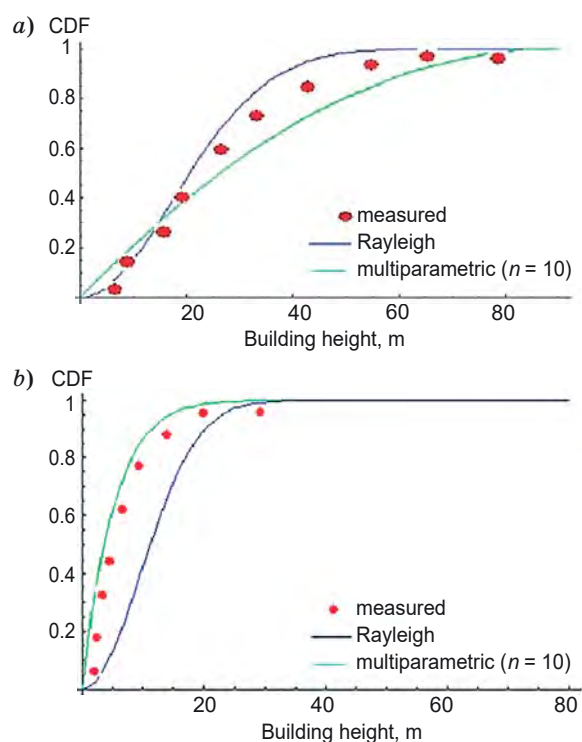 a) CDF
1
0.8
0.6
0.4
0.2
measured
Rayleigh
multiparametric (n = 10)
20 40 60 80
Building height, m
b) CDF
1
0.8
0.6
0.4
0.2
measured
Rayleigh
multiparametric (n = 10)
20 40 60 80
Building height, m